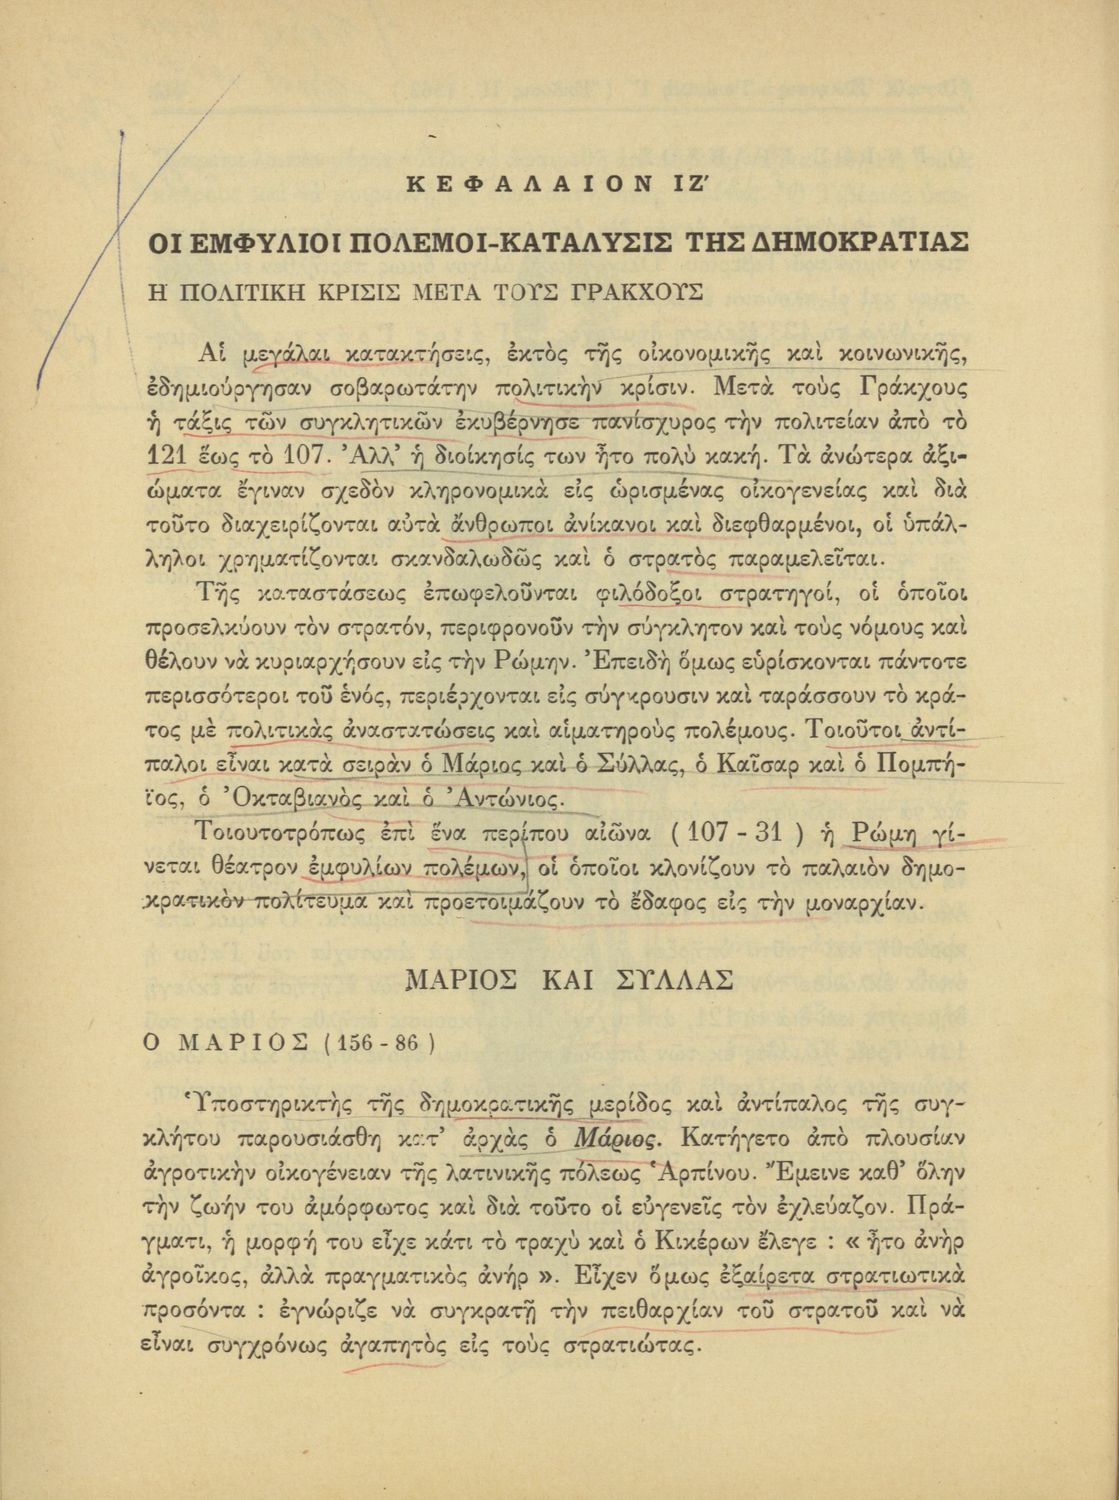 ΚΕΦΑΛΑΙΟΝ ΙΖ′
ΟΙ ΕΜΦΥΛΙΟΙ ΠΟΛΕΜΟΙ-ΚΑΤΑΛΥΣΙΣ ΤΗΣ ΔΗΜΟΚΡΑΤΙΑΣ
Η ΠΟΛΙΤΙΚΗ ΚΡΙΣΙΣ ΜΕΤΑ ΤΟΥΣ ΓΡΑΚΧΟΥΣ
Αἱ μεγάλαι κατακτήσεις, ἐκτὸς τῆς οἰκονομικῆς καὶ κοινωνικῆς,
ἐδημιούργησαν σοβαρωτάτην πολιτικὴν κρίσιν. Μετὰ τοὺς Γράκχους
ἡ τάξις τῶν συγκλητικῶν ἐκυβέρνησε πανίσχυρος τὴν πολιτείαν ἀπὸ τὸ
121 ἕως τὸ 107. Ἀλλ' ἡ διοίκησίς των ἦτο πολὺ κακή. Τὰ ἀνώτερα ἀξι-
ώματα ἔγιναν σχεδὸν κληρονομικὰ εἰς ὡρισμένας οἰκογενείας καὶ διὰ
τοῦτο διαχειρίζονται αὐτὰ ἄνθρωποι ἀνίκανοι καὶ διεφθαρμένοι, οἱ ὑπάλ-
ληλοι χρηματίζονται σκανδαλωδῶς καὶ ὁ στρατὸς παραμελεῖται.
Τῆς καταστάσεως ἐπωφελοῦνται φιλόδοξοι στρατηγοί, οἱ ὁποῖοι
προσελκύουν τὸν στρατόν, περιφρονοῦν τὴν σύγκλητον καὶ τοὺς νόμους καὶ
θέλουν νὰ κυριαρχήσουν εἰς τὴν Ρώμην. Ἐπειδὴ ὅμως εὑρίσκονται πάντοτε
περισσότεροι τοῦ ἑνός, περιέρχονται εἰς σύγκρουσιν καὶ ταράσσουν τὸ κρά-
τος μὲ πολιτικὰς ἀναστατώσεις καὶ αἱματηροὺς πολέμους. Τοιοῦτοι ἀντί-
παλοι εἶναι κατὰ σειρὰν ὁ Μάριος καὶ ὁ Σύλλας, ὁ Καῖσαρ καὶ ὁ Πομπή-
ϊος, ὁ Ὀκταβιανὸς καὶ ὁ Ἀντώνιος.
Τοιουτοτρόπως ἐπὶ ἕνα περίπου αἰῶνα ( 107 - 31 ) ἡ Ρώμη γί-
νεται θέατρον ἐμφυλίων πολέμων, οἱ ὁποῖοι κλονίζουν τὸ παλαιὸν δημο-
κρατικὸν πολίτευμα καὶ προετοιμάζουν τὸ ἔδαφος εἰς τὴν μοναρχίαν.
ΜΑΡΙΟΣ ΚΑΙ ΣΥΛΛΑΣ
Ο ΜΑΡΙΟΣ ( 156 - 86 )
Ὑποστηρικτὴς τῆς δημοκρατικῆς μερίδος καὶ ἀντίπαλος τῆς συγ-
κλήτου παρουσιάσθη κατ' ἀρχὰς ὁ Μάριος. Κατήγετο ἀπὸ πλουσίαν
ἀγροτικὴν οἰκογένειαν τῆς λατινικῆς πόλεως Ἀρπίνου. Ἔμεινε καθ' ὅλην
τὴν ζωήν του ἀμόρφωτος καὶ διὰ τοῦτο οἱ εὐγενεῖς τὸν ἐχλεύαζον. Πρά-
γματι, ἡ μορφή του εἶχε κάτι τὸ τραχὺ καὶ ὁ Κικέρων ἔλεγε : « ἦτο ἀνὴρ
ἀγροῖκος, ἀλλὰ πραγματικὸς ἀνήρ ». Εἶχεν ὅμως ἐξαίρετα στρατιωτικὰ
προσόντα : ἐγνώριζε νὰ συγκρατῇ τὴν πειθαρχίαν τοῦ στρατοῦ καὶ νὰ
εἶναι συγχρόνως ἀγαπητὸς εἰς τοὺς στρατιώτας.